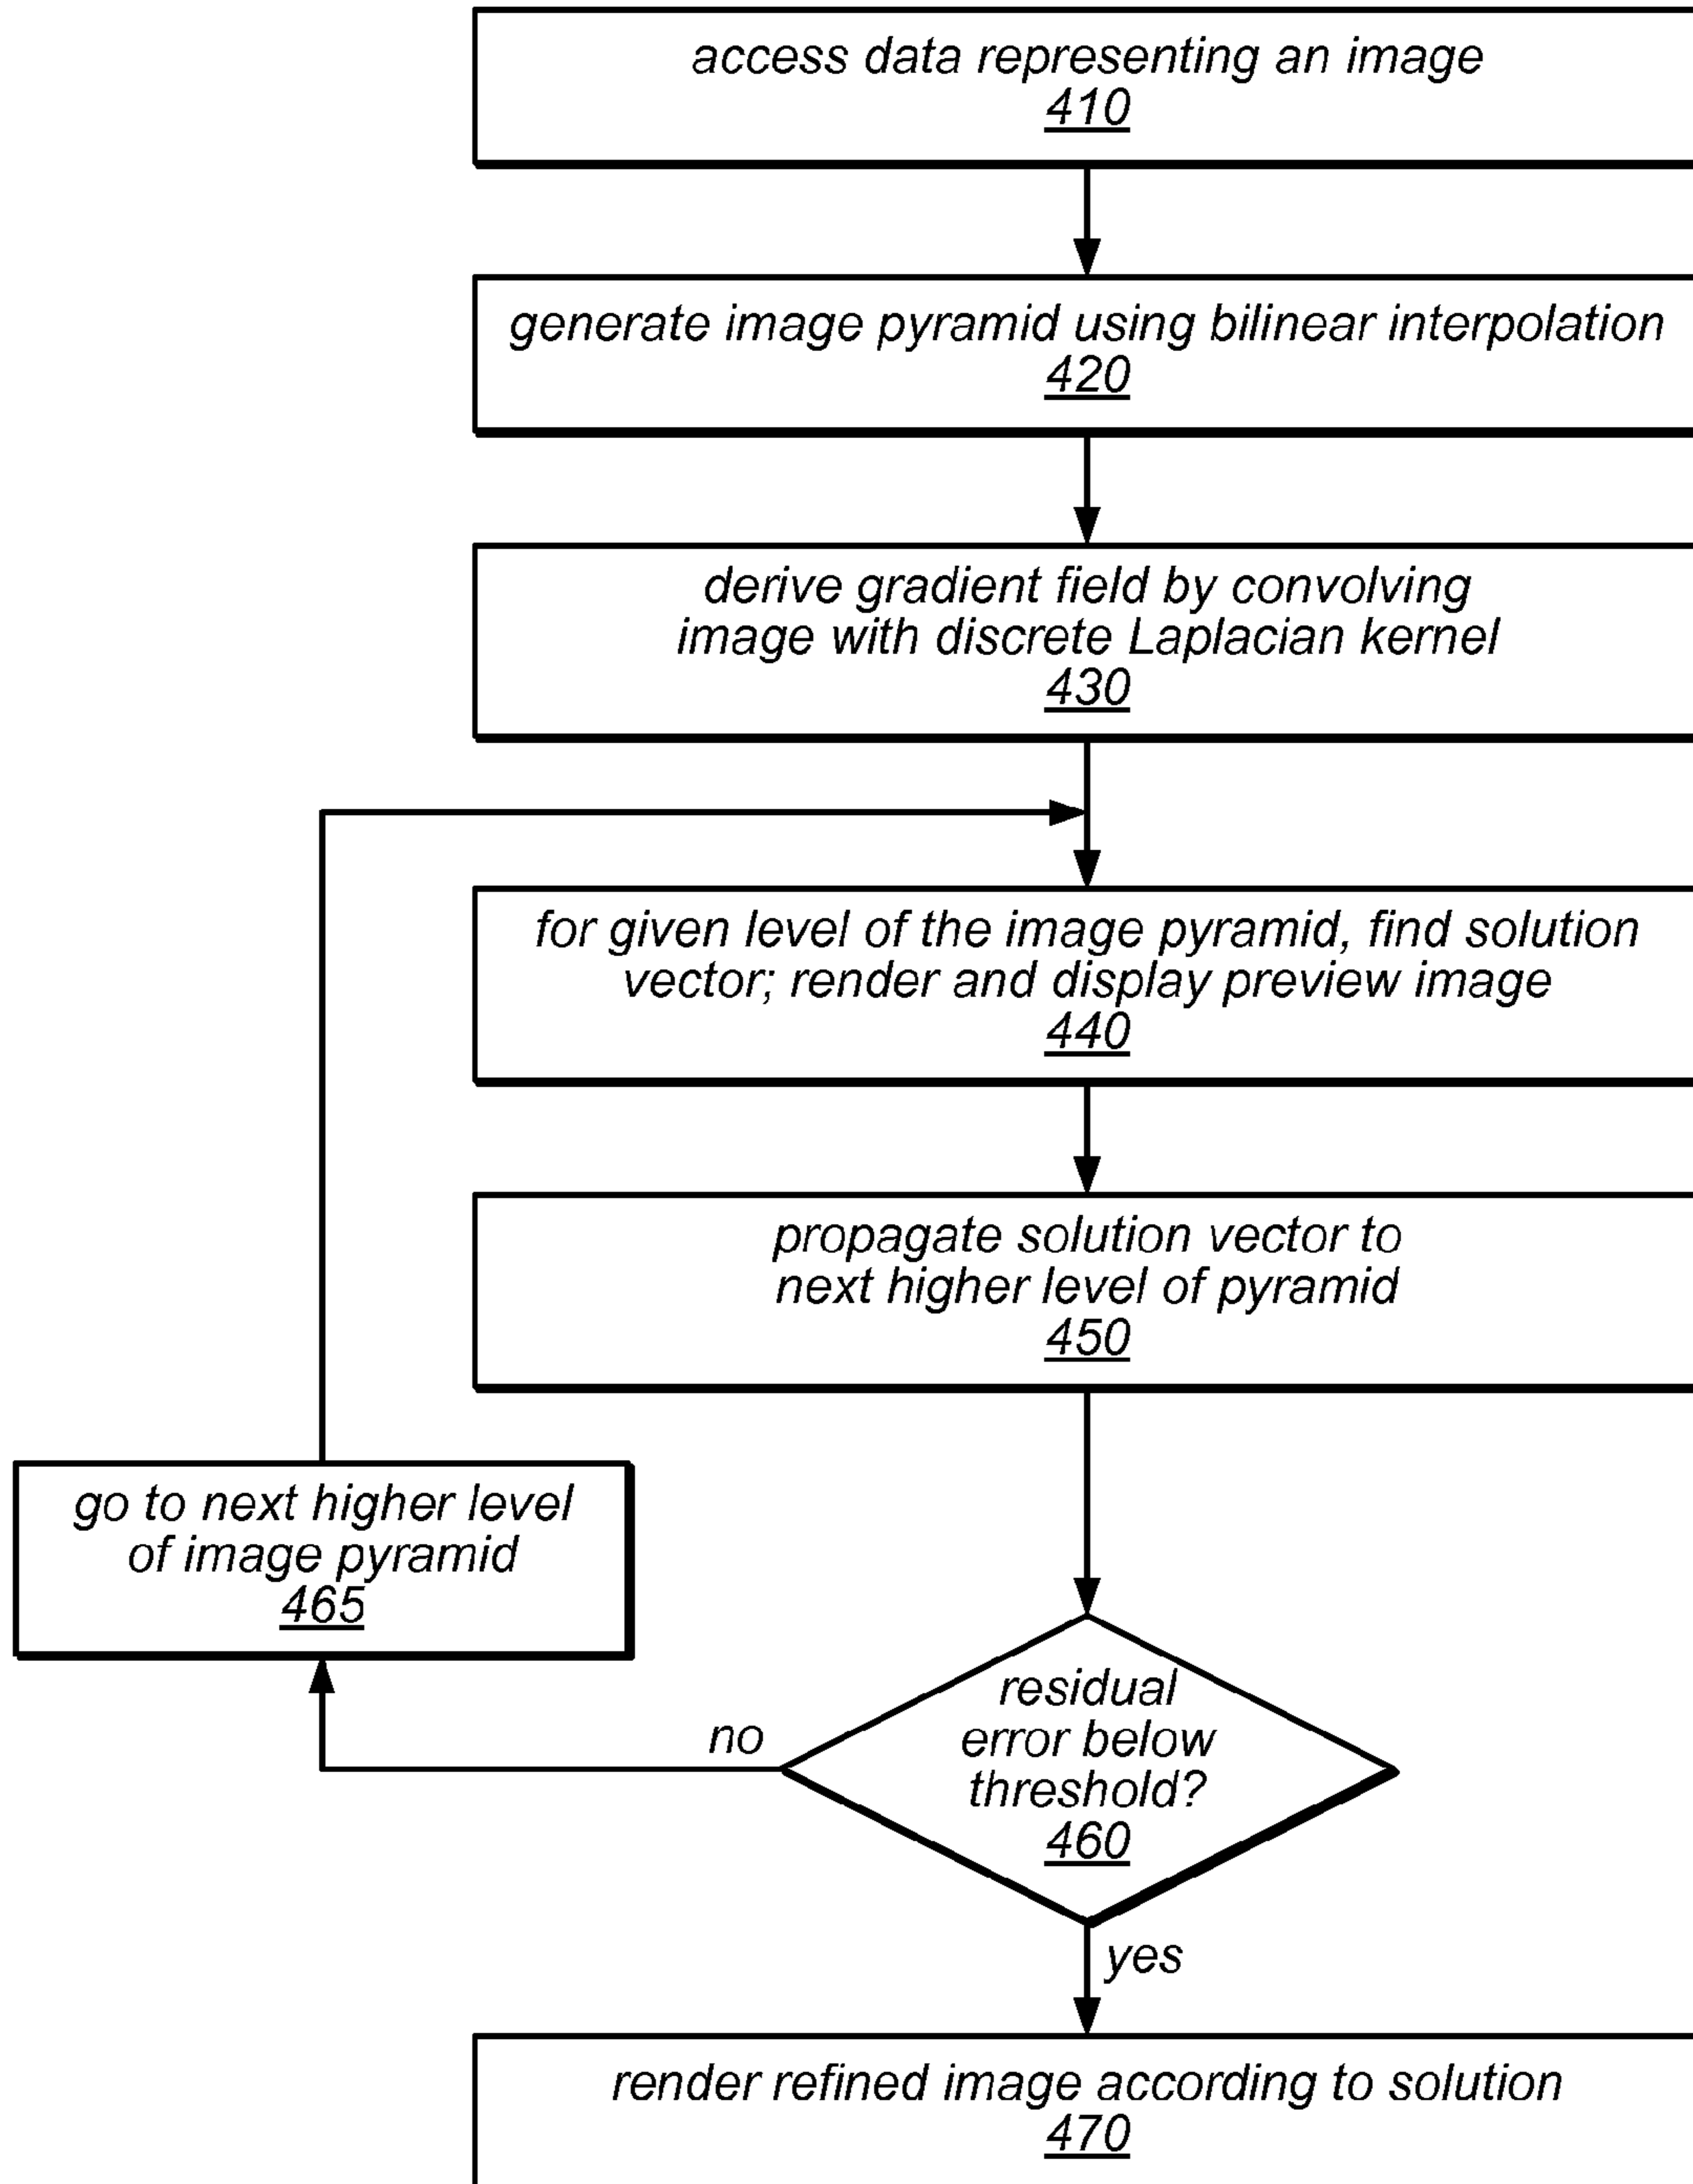 access data representing an image
410
generate image pyramid using bilinear interpolation
420
derive gradient field by convolving
image with discrete Laplacian kernel
430
for given level of the image pyramid, find solution
vector; render and display preview image
440
propagate solution vector to
next higher level of pyramid
450
go to next higher level
of image pyramid
465
residual
error below
threshold?
460
no
yes
render refined image according to solution
470